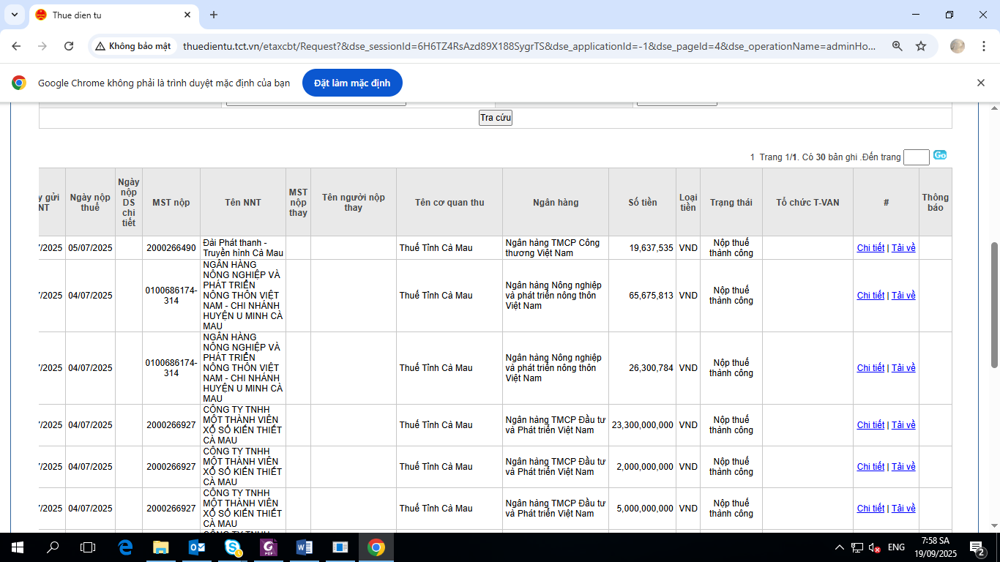 Thue dien tu
Không bảo mật
thuedientu.tct.vn/etaxcbt/Request?&dse_sessionId=6H6TZ4RsAzd89X188SygrTS&dse_applicationId=-1&dse_pageId=4&dse_operationName=adminHo...
Google Chrome không phải là trình duyệt mặc định của bạn
Đặt làm mặc định
Tra cứu
1 Trang 1/1. Có 30 bản ghi .Đến trang
Go
y gửi
NT
Ngày nộp
thuế
Ngày
nộp
DS
chi
tiết
MST nộp
Tên NNT
MST
nộp
thay
Tên người nộp
thay
Tên cơ quan thu
Ngân hàng
Số tiền
Loại
tiền
Trạng thái
Tổ chức T-VAN
#
Thông
báo
7/2025
05/07/2025
2000266490
Đài Phát thanh -
Truyền hình Cà Mau
Thuế Tỉnh Cà Mau
Ngân hàng TMCP Công
thương Việt Nam
19,637,535
VND
Nộp thuế
thành công
Chi tiết | Tải về
7/2025
04/07/2025
0100686174-
314
NGÂN HÀNG
NÔNG NGHIỆP VÀ
PHÁT TRIỂN
NÔNG THÔN VIỆT
NAM - CHI NHÁNH
HUYỆN U MINH CÀ
MAU
Thuế Tỉnh Cà Mau
Ngân hàng Nông nghiệp
và phát triển nông thôn
Việt Nam
65,675,813
VND
Nộp thuế
thành công
Chi tiết | Tải về
7/2025
04/07/2025
0100686174-
314
NGÂN HÀNG
NÔNG NGHIỆP VÀ
PHÁT TRIỂN
NÔNG THÔN VIỆT
NAM - CHI NHÁNH
HUYỆN U MINH CÀ
MAU
Thuế Tỉnh Cà Mau
Ngân hàng Nông nghiệp
và phát triển nông thôn
Việt Nam
26,300,784
VND
Nộp thuế
thành công
Chi tiết | Tải về
7/2025
04/07/2025
2000266927
CÔNG TY TNHH
MỘT THÀNH VIÊN
XỔ SỐ KIẾN THIẾT
CÀ MAU
Thuế Tỉnh Cà Mau
Ngân hàng TMCP Đầu tư
và Phát triển Việt Nam
23,300,000,000
VND
Nộp thuế
thành công
Chi tiết | Tải về
7/2025
04/07/2025
2000266927
CÔNG TY TNHH
MỘT THÀNH VIÊN
XỔ SỐ KIẾN THIẾT
CÀ MAU
Thuế Tỉnh Cà Mau
Ngân hàng TMCP Đầu tư
và Phát triển Việt Nam
2,000,000,000
VND
Nộp thuế
thành công
Chi tiết | Tải về
7/2025
04/07/2025
2000266927
CÔNG TY TNHH
MỘT THÀNH VIÊN
XỔ SỐ KIẾN THIẾT
CÀ MAU
Thuế Tỉnh Cà Mau
Ngân hàng TMCP Đầu tư
và Phát triển Việt Nam
5,000,000,000
VND
Nộp thuế
thành công
Chi tiết | Tải về
ENG
7:58 SA
19/09/2025
2